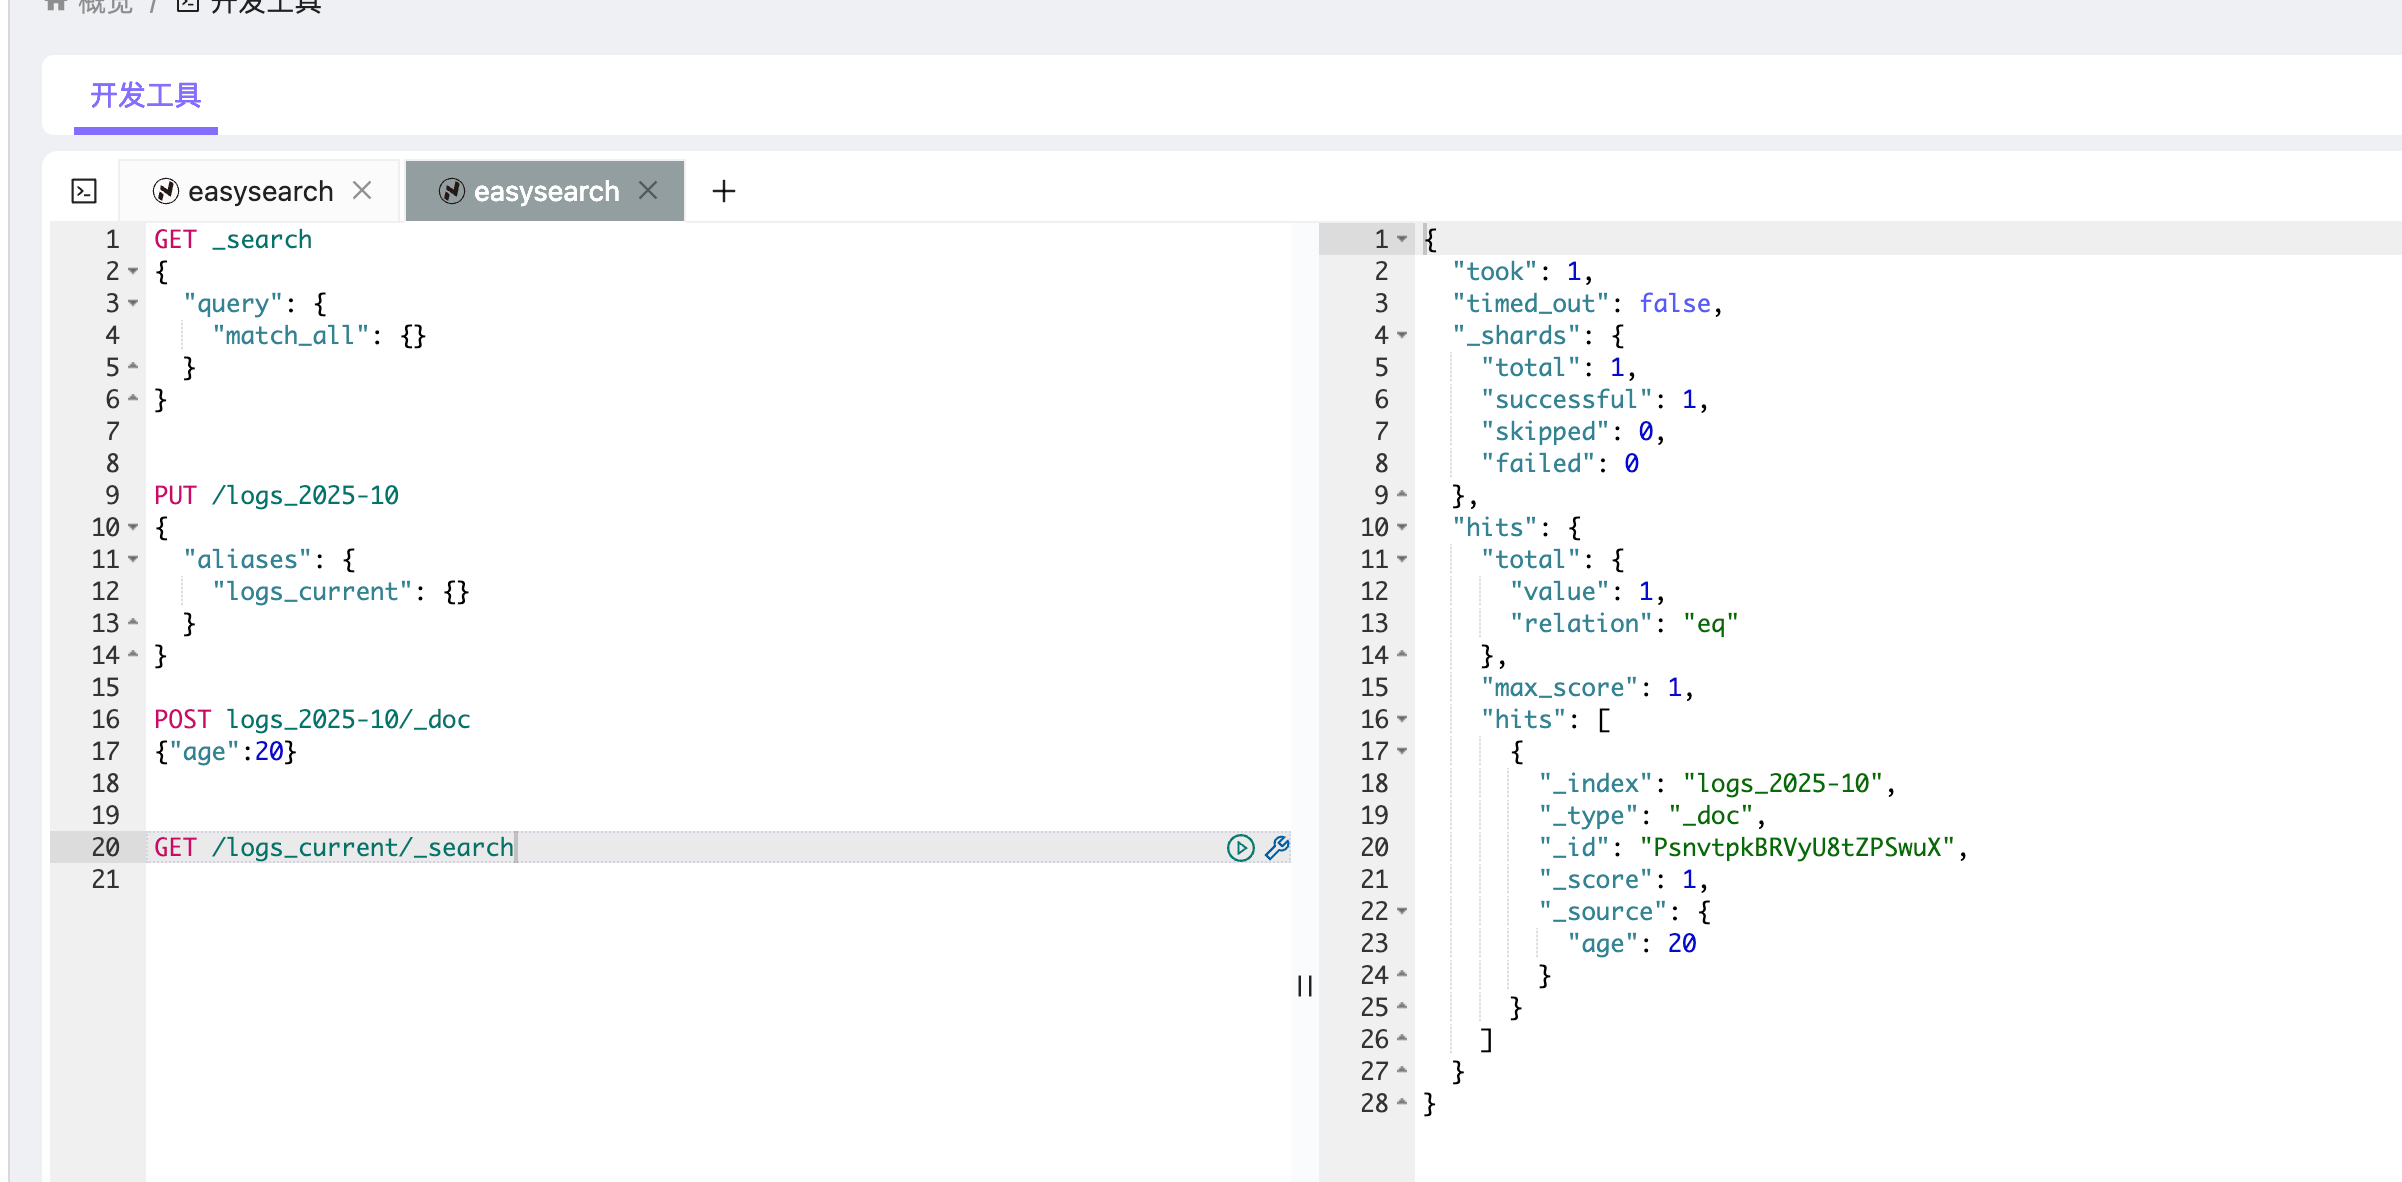 概览 / 开发工具
开发工具
easysearch easysearch
1 GET _search
2 {
3 "query": {
4 "match_all": {}
5 }
6 }
7
8
9 PUT /logs_2025-10
10 {
11 "aliases": {
12 "logs_current": {}
13 }
14 }
15
16 POST logs_2025-10/_doc
17 {"age":20}
18
19
20 GET /logs_current/_search
21
1 {
2 "took": 1,
3 "timed_out": false,
4 "_shards": {
5 "total": 1,
6 "successful": 1,
7 "skipped": 0,
8 "failed": 0
9 },
10 "hits": {
11 "total": {
12 "value": 1,
13 "relation": "eq"
14 },
15 "max_score": 1,
16 "hits": [
17 {
18 "_index": "logs_2025-10",
19 "_type": "_doc",
20 "_id": "PsnvtpkBRVyU8tZPSwuX",
21 "_score": 1,
22 "_source": {
23 "age": 20
24 }
25 }
26 ]
27 }
28 }